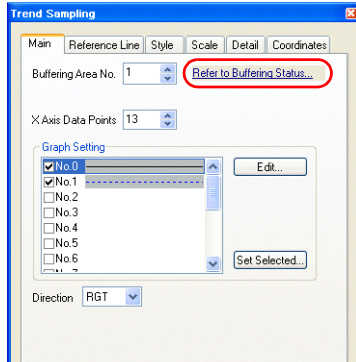 Trend Sampling
Main Reference Line Style Scale Detail Coordinates
Buffering Area No. 1 Refer to Buffering Status...
X Axis Data Points 13
Graph Setting
No.0
No.1
No.2
No.3
No.4
No.5
No.6
Edit...
Set Selected...
Direction RGT